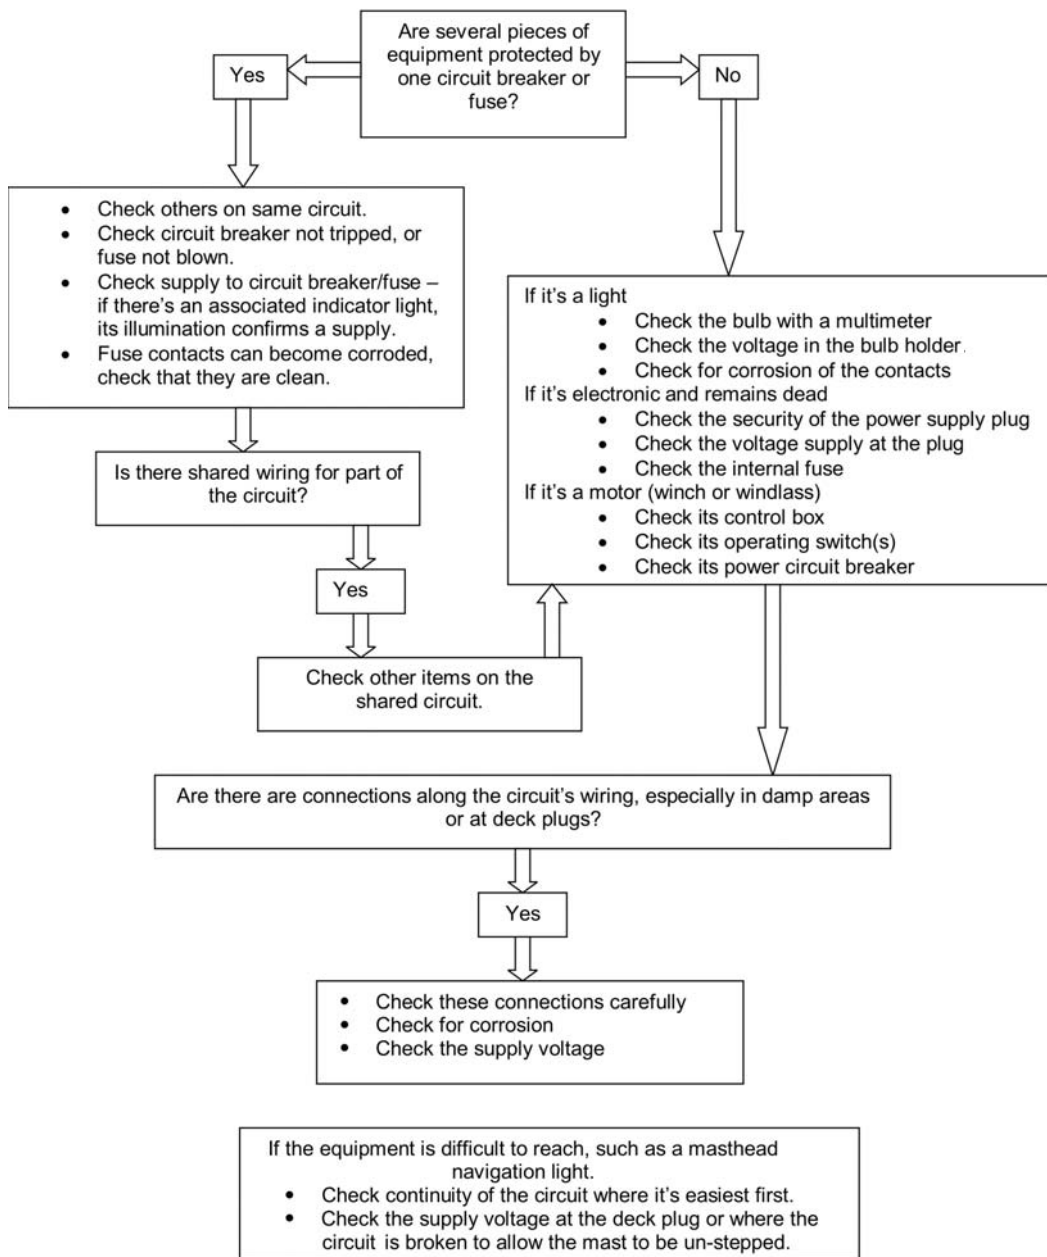 Are several pieces of
equipment protected by
one circuit breaker or
fuse?
Yes
No
• Check others on same circuit.
• Check circuit breaker not tripped, or
fuse not blown.
• Check supply to circuit breaker/fuse –
if there's an associated indicator light,
its illumination confirms a supply.
• Fuse contacts can become corroded,
check that they are clean.
Is there shared wiring for part of
the circuit?
Yes
Check other items on the
shared circuit.
If it's a light
• Check the bulb with a multimeter
• Check the voltage in the bulb holder.
• Check for corrosion of the contacts
If it's electronic and remains dead
• Check the security of the power supply plug
• Check the voltage supply at the plug
• Check the internal fuse
If it's a motor (winch or windlass)
• Check its control box
• Check its operating switch(s)
• Check its power circuit breaker
Are there are connections along the circuit's wiring, especially in damp areas
or at deck plugs?
Yes
• Check these connections carefully
• Check for corrosion
• Check the supply voltage
If the equipment is difficult to reach, such as a masthead
navigation light.
• Check continuity of the circuit where it's easiest first.
• Check the supply voltage at the deck plug or where the
circuit is broken to allow the mast to be un-stepped.